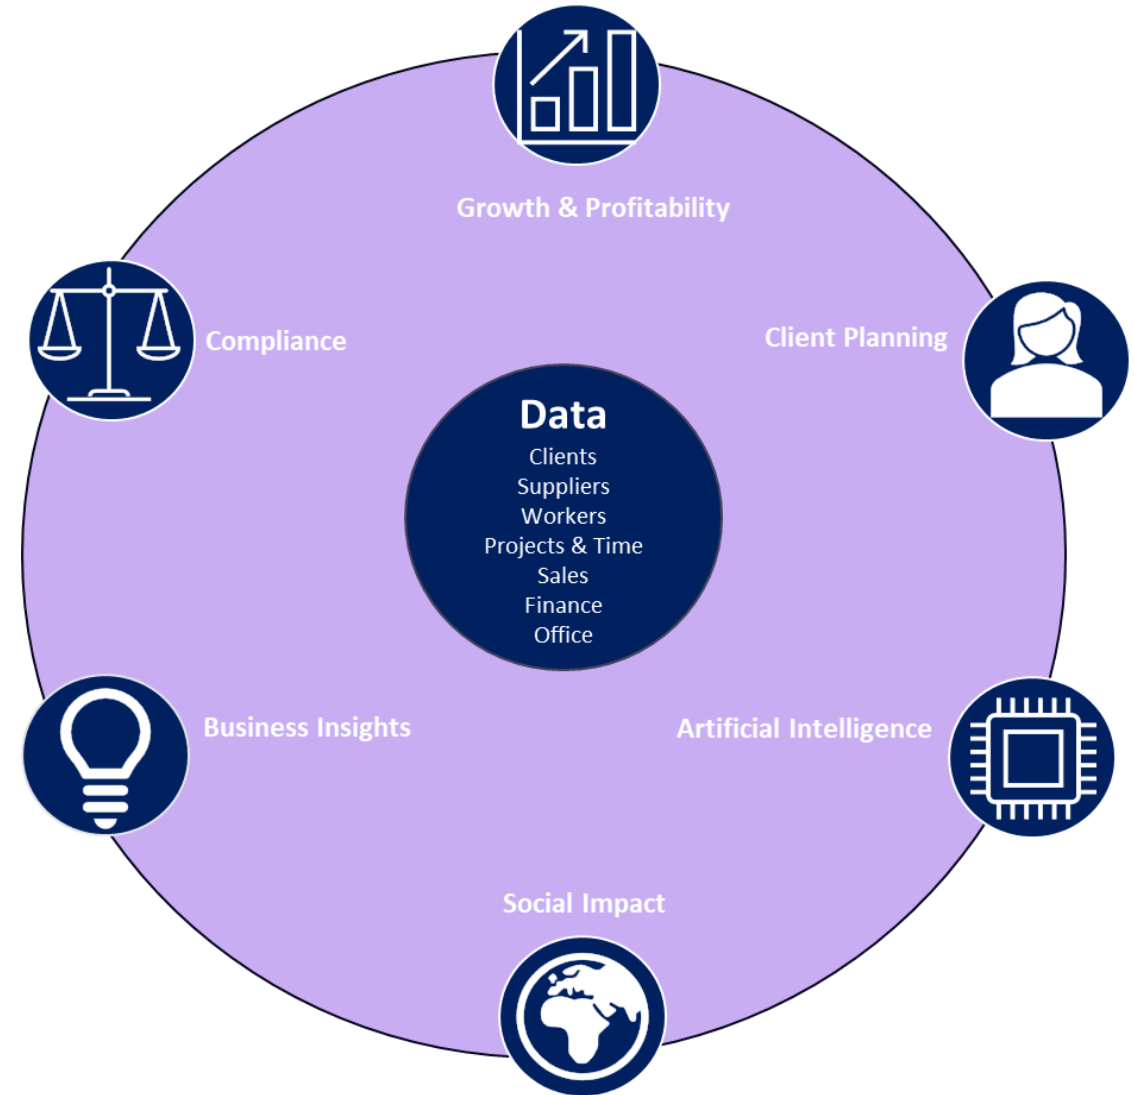 Growth & Profitability
Compliance
Client Planning
Data
Clients
Suppliers
Workers
Projects & Time
Sales
Finance
Office
Business Insights
Artificial Intelligence
Social Impact